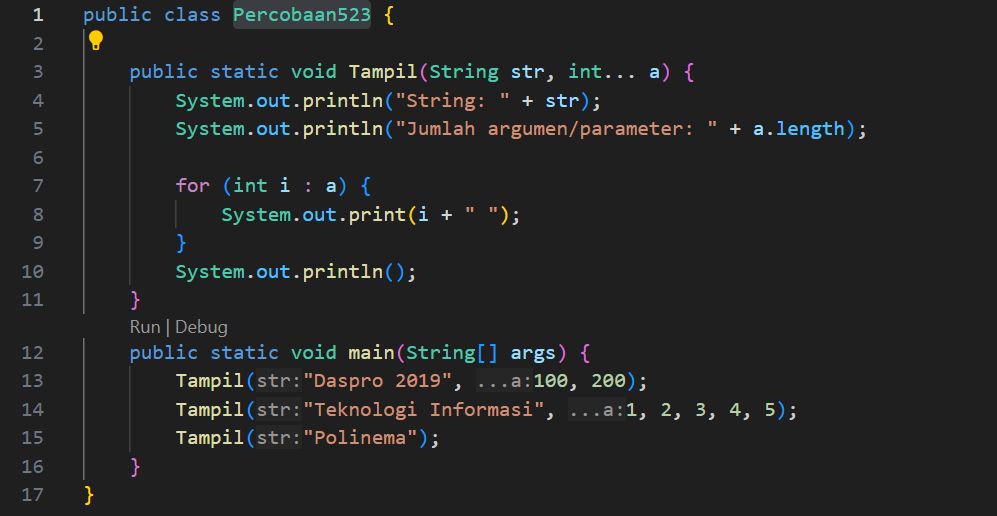 1 public class Percobaan523 {
2
3 public static void Tampil(String str, int... a) {
4 System.out.println("String: " + str);
5 System.out.println("Jumlah argumen/parameter: " + a.length);
6
7 for (int i : a) {
8 System.out.print(i + " ");
9 }
10 System.out.println();
11 }
Run | Debug
12 public static void main(String[] args) {
13 Tampil(str:"Daspro 2019", ...a:100, 200);
14 Tampil(str:"Teknologi Informasi", ...a:1, 2, 3, 4, 5);
15 Tampil(str:"Polinema");
16 }
17 }